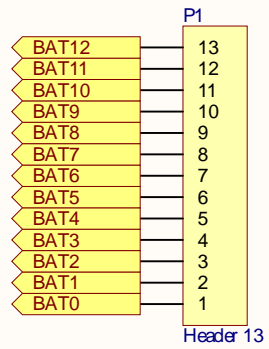 P1
BAT12 13
BAT11 12
BAT10 11
BAT9 10
BAT8 9
BAT7 8
BAT6 7
BAT5 6
BAT4 5
BAT3 4
BAT2 3
BAT1 2
BAT0 1
Header 13